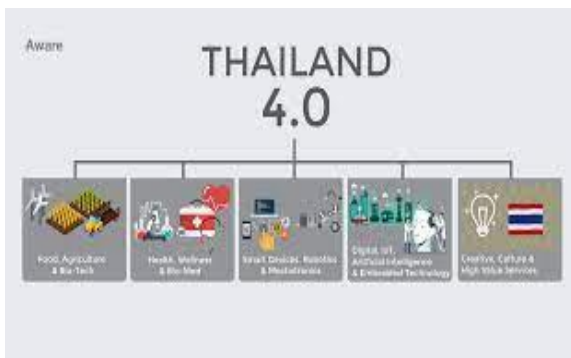 Aware
THAILAND
4.0
Food, Agriculture
& Bio-Tech
Health, Wellness
& Bio-Med
Smart Devices, Robotics
& Mechatronics
Digital, IoT,
Artificial Intelligence
& Embedded Technology
Creative, Culture &
High Value Services